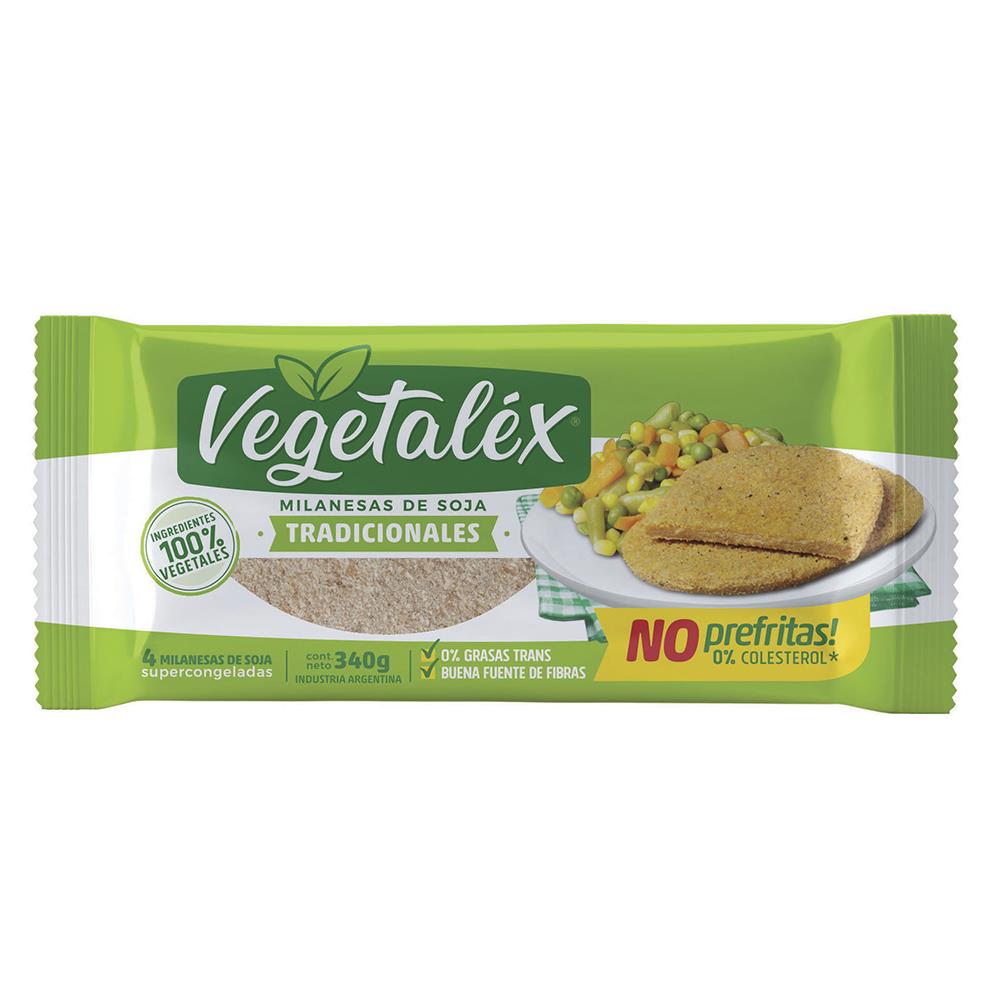 Vegetaléx®
MILANESAS DE SOJA
TRADICIONALES
INGREDIENTES
100%
VEGETALES
4 MILANESAS DE SOJA
supercongeladas
cont.
neto 340g
INDUSTRIA ARGENTINA
0% GRASAS TRANS
BUENA FUENTE DE FIBRAS
NO prefritas!
0% COLESTEROL*